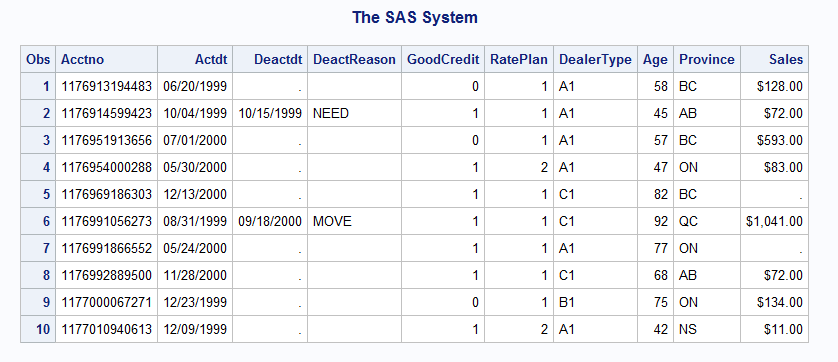 The SAS System
Obs Acctno Actdt Deactdt DeactReason GoodCredit RatePlan DealerType Age Province Sales
1 1176913194483 06/20/1999 . 0 1 A1 58 BC $128.00
2 1176914599423 10/04/1999 10/15/1999 NEED 1 1 A1 45 AB $72.00
3 1176951913656 07/01/2000 . 0 1 A1 57 BC $593.00
4 1176954000288 05/30/2000 . 1 2 A1 47 ON $83.00
5 1176969186303 12/13/2000 . 1 1 C1 82 BC .
6 1176991056273 08/31/1999 09/18/2000 MOVE 1 1 C1 92 QC $1,041.00
7 1176991866552 05/24/2000 . 1 1 A1 77 ON .
8 1176992889500 11/28/2000 . 1 1 C1 68 AB $72.00
9 1177000067271 12/23/1999 . 0 1 B1 75 ON $134.00
10 1177010940613 12/09/1999 . 1 2 A1 42 NS $11.00